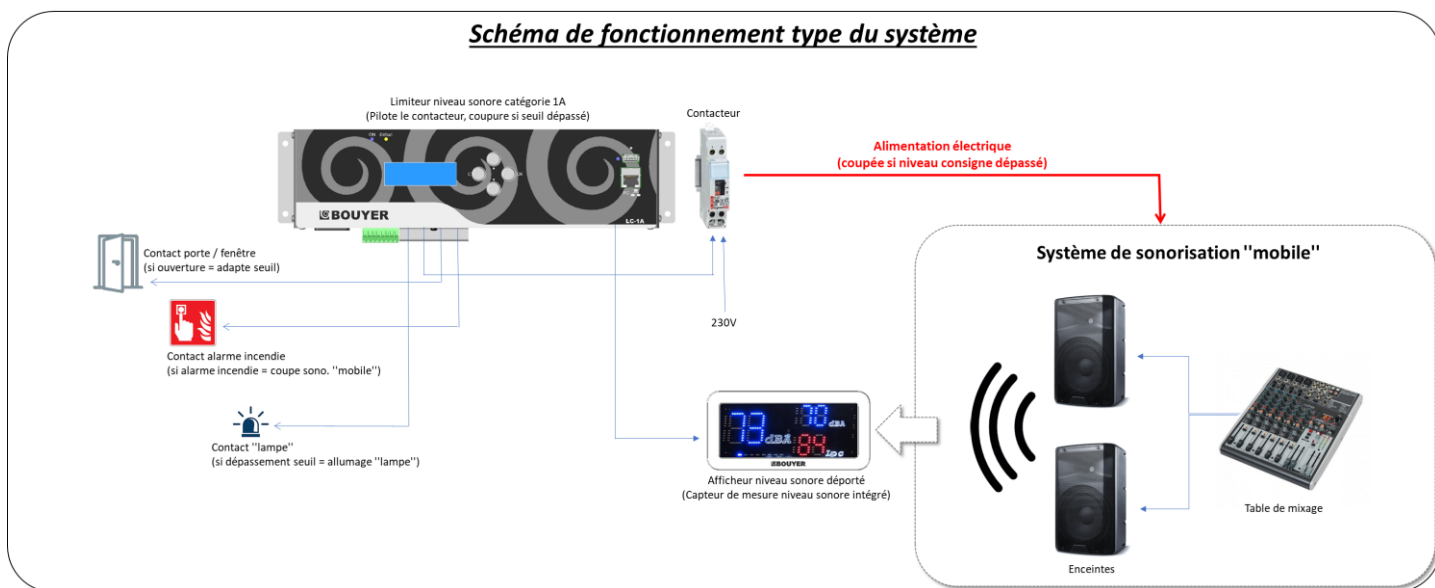 Schéma de fonctionnement type du système
Limiteur niveau sonore catégorie 1A
(Pilote le contacteur, coupure si seuil dépassé)
Contacteur
Alimentation électrique
(coupée si niveau consigne dépassé)
BOUYER
LC-1A
Contact porte / fenêtre
(si ouverture = adapte seuil)
Système de sonorisation "mobile"
230V
Contact alarme incendie
(si alarme incendie = coupe sono. "mobile")
73 dBA
70 dBA
84
BOUYER
Contact "lampe"
(si dépassement seuil = allumage "lampe")
Afficheur niveau sonore déporté
(Capteur de mesure niveau sonore intégré)
Table de mixage
Enceintes